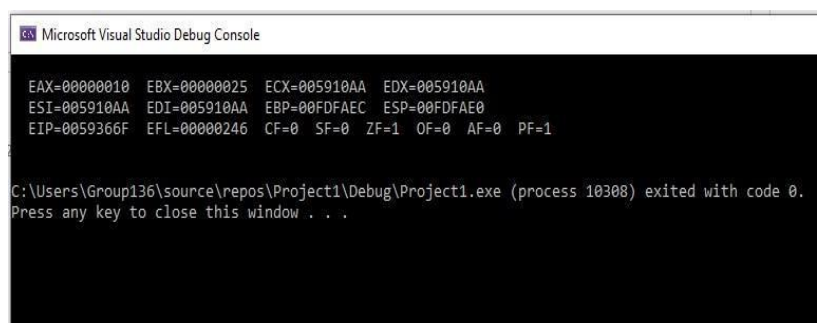 Microsoft Visual Studio Debug Console
EAX=00000010 EBX=00000025 ECX=005910AA EDX=005910AA
ESI=005910AA EDI=005910AA EBP=00FDFAEC ESP=00FDFAE0
EIP=0059366F EFL=00000246 CF=0 SF=0 ZF=1 OF=0 AF=0 PF=1
C:\Users\Group136\source\repos\Project1\Debug\Project1.exe (process 10308) exited with code 0.
Press any key to close this window . . .